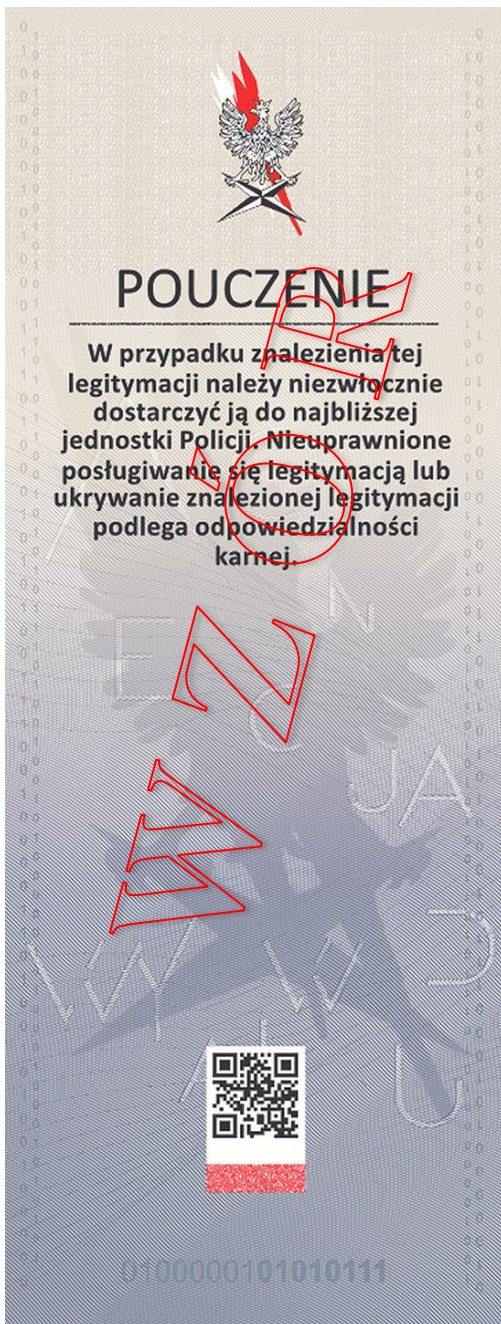 POUCZENIE
W przypadku znalezienia tej
legitymacji należy niezwłocznie
dostarczyć ją do najbliższej
jednostki Policji. Nieuprawnione
posługiwanie się legitymacją lub
ukrywanie znalezionej legitymacji
podlega odpowiedzialności
karnej.
WZÓR
E
N
C
JA
W
W
U
0100000101010111